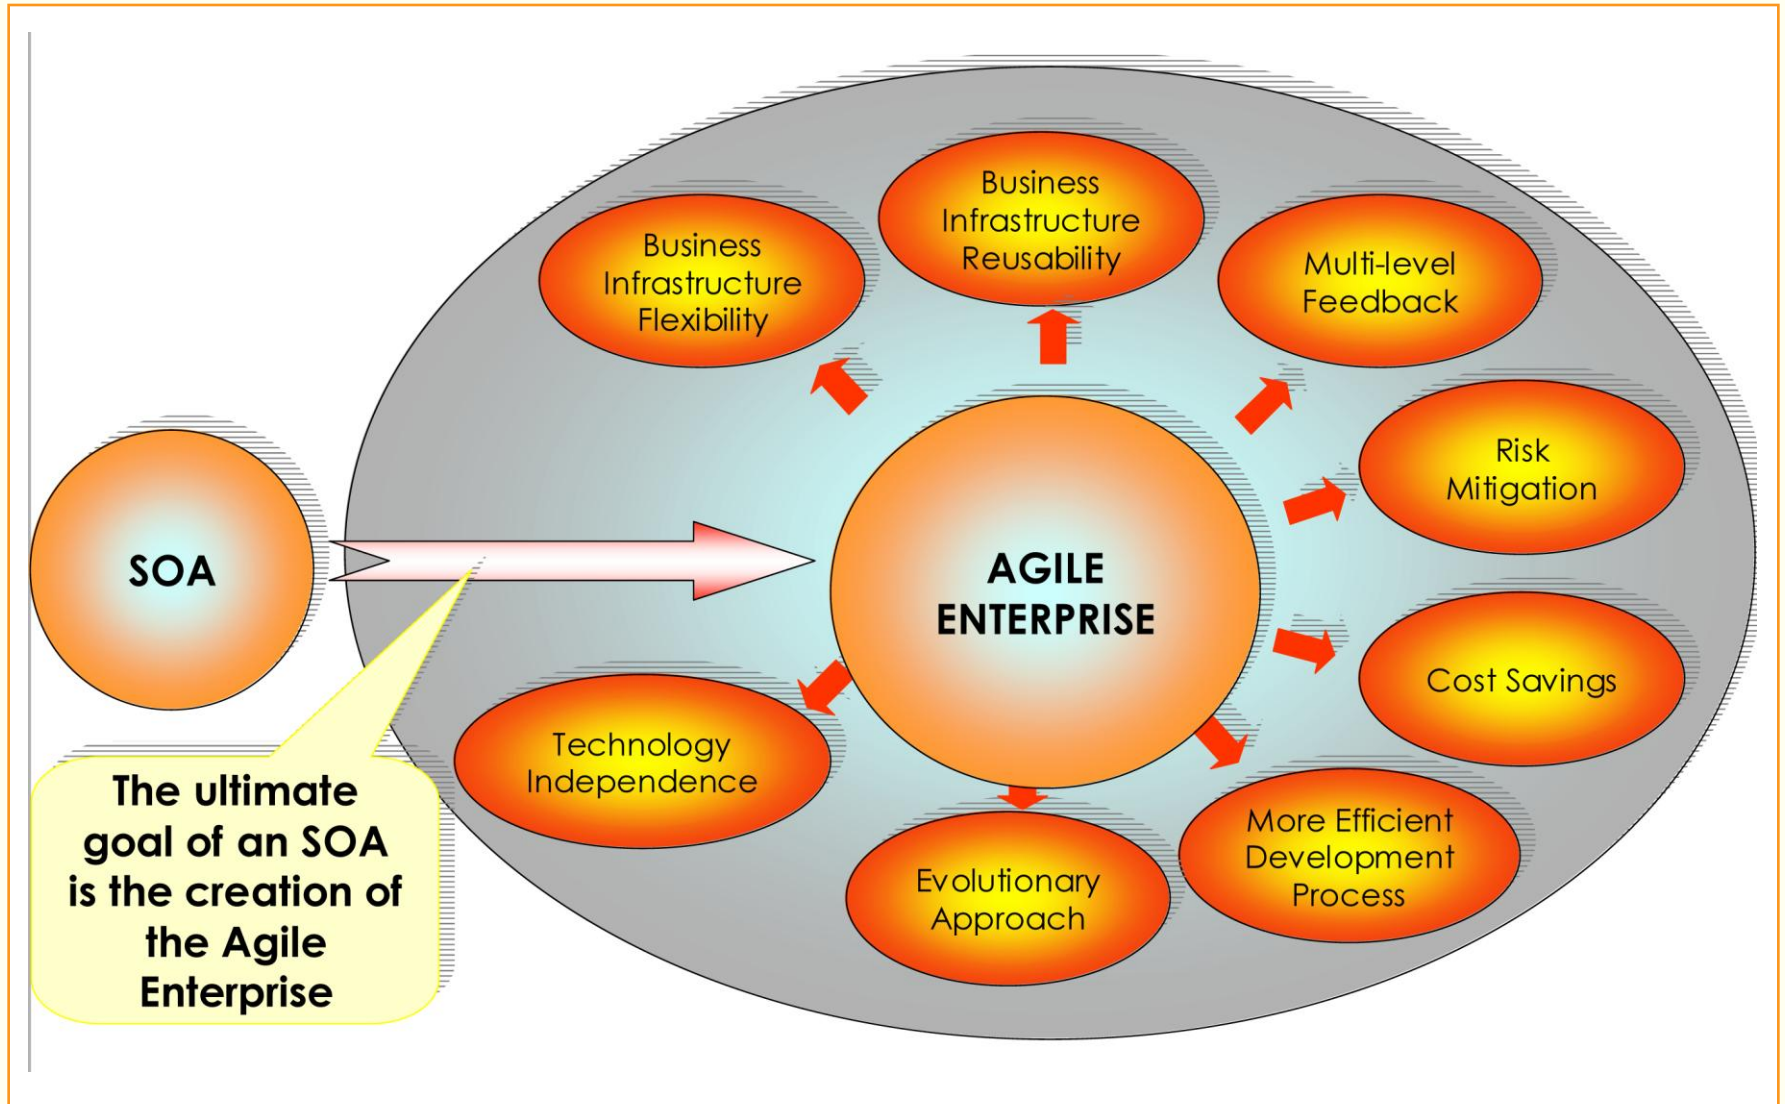 Business
Infrastructure
Flexibility
Business
Infrastructure
Reusability
Multi-level
Feedback
Risk
Mitigation
SOA
AGILE
ENTERPRISE
Cost Savings
Technology
Independence
Evolutionary
Approach
More Efficient
Development
Process
The ultimate
goal of an SOA
is the creation of
the Agile
Enterprise